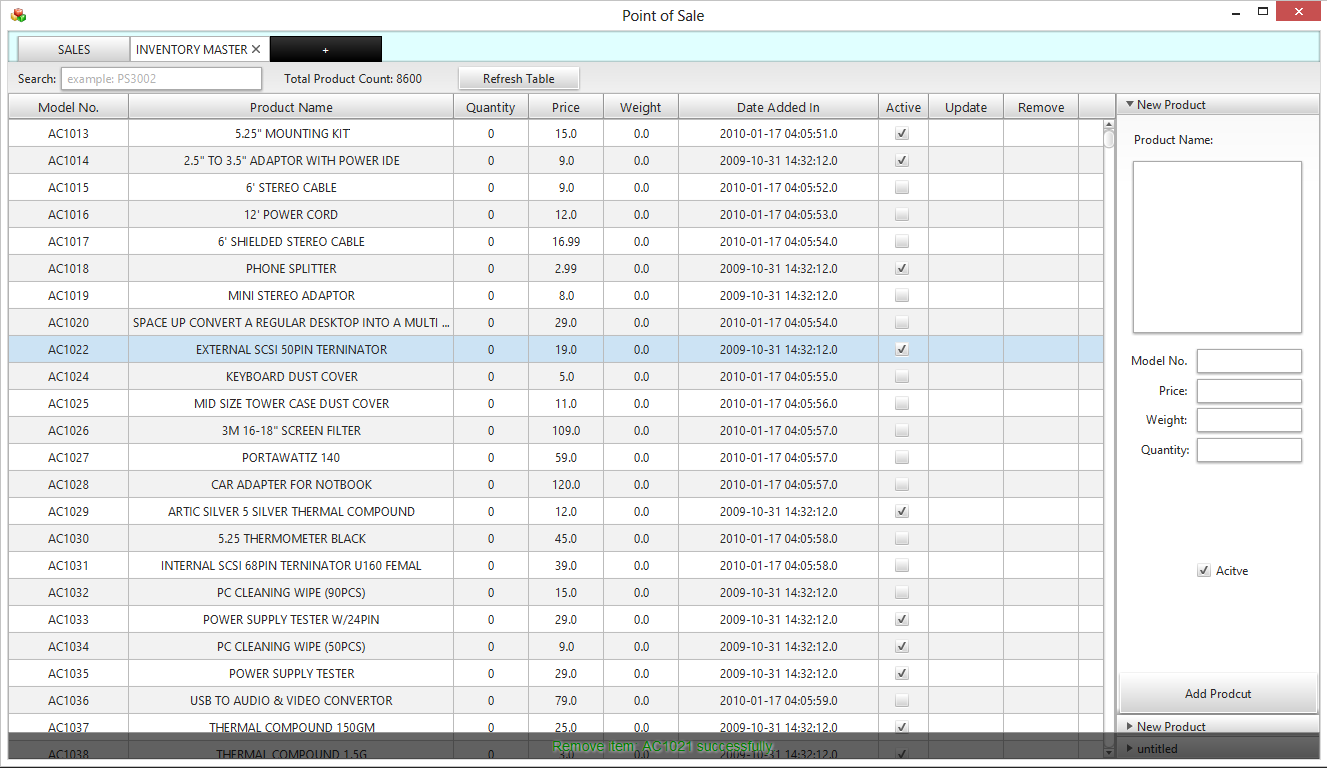 Point of Sale
SALES INVENTORY MASTER +
Search: example: PS3002 Total Product Count: 8600 Refresh Table
Model No. Product Name Quantity Price Weight Date Added In Active Update Remove
AC1013 5.25" MOUNTING KIT 0 15.0 0.0 2010-01-17 04:05:51.0
AC1014 2.5" TO 3.5" ADAPTOR WITH POWER IDE 0 9.0 0.0 2009-10-31 14:32:12.0
AC1015 6' STEREO CABLE 0 9.0 0.0 2010-01-17 04:05:52.0
AC1016 12' POWER CORD 0 12.0 0.0 2010-01-17 04:05:53.0
AC1017 6' SHIELDED STEREO CABLE 0 16.99 0.0 2010-01-17 04:05:54.0
AC1018 PHONE SPLITTER 0 2.99 0.0 2009-10-31 14:32:12.0
AC1019 MINI STEREO ADAPTOR 0 8.0 0.0 2009-10-31 14:32:12.0
AC1020 SPACE UP CONVERT A REGULAR DESKTOP INTO A MULTI ... 0 29.0 0.0 2010-01-17 04:05:54.0
AC1022 EXTERNAL SCSI 50PIN TERNINATOR 0 19.0 0.0 2009-10-31 14:32:12.0
AC1024 KEYBOARD DUST COVER 0 5.0 0.0 2010-01-17 04:05:55.0
AC1025 MID SIZE TOWER CASE DUST COVER 0 11.0 0.0 2010-01-17 04:05:56.0
AC1026 3M 16-18" SCREEN FILTER 0 109.0 0.0 2010-01-17 04:05:57.0
AC1027 PORTAWATTZ 140 0 59.0 0.0 2010-01-17 04:05:57.0
AC1028 CAR ADAPTER FOR NOTBOOK 0 120.0 0.0 2010-01-17 04:05:57.0
AC1029 ARTIC SILVER 5 SILVER THERMAL COMPOUND 0 12.0 0.0 2009-10-31 14:32:12.0
AC1030 5.25 THERMOMETER BLACK 0 45.0 0.0 2010-01-17 04:05:58.0
AC1031 INTERNAL SCSI 68PIN TERNINATOR U160 FEMAL 0 39.0 0.0 2010-01-17 04:05:58.0
AC1032 PC CLEANING WIPE (90PCS) 0 15.0 0.0 2010-01-17 04:05:59.0
AC1033 POWER SUPPLY TESTER W/24PIN 0 29.0 0.0 2009-10-31 14:32:12.0
AC1034 PC CLEANING WIPE (50PCS) 0 9.0 0.0 2009-10-31 14:32:12.0
AC1035 POWER SUPPLY TESTER 0 29.0 0.0 2009-10-31 14:32:12.0
AC1036 USB TO AUDIO & VIDEO CONVERTOR 0 79.0 0.0 2010-01-17 04:05:59.0
AC1037 THERMAL COMPOUND 150GM 0 25.0 0.0 2009-10-31 14:32:12.0
AC1038 THERMAL COMPOUND 1.5G 0 3.0 0.0 2009-10-31 14:32:12.0
Remove item: AC1021 successfully
New Product
Product Name:
Model No.
Price:
Weight:
Quantity:
Acitve
Add Prodcut
New Product
untitled